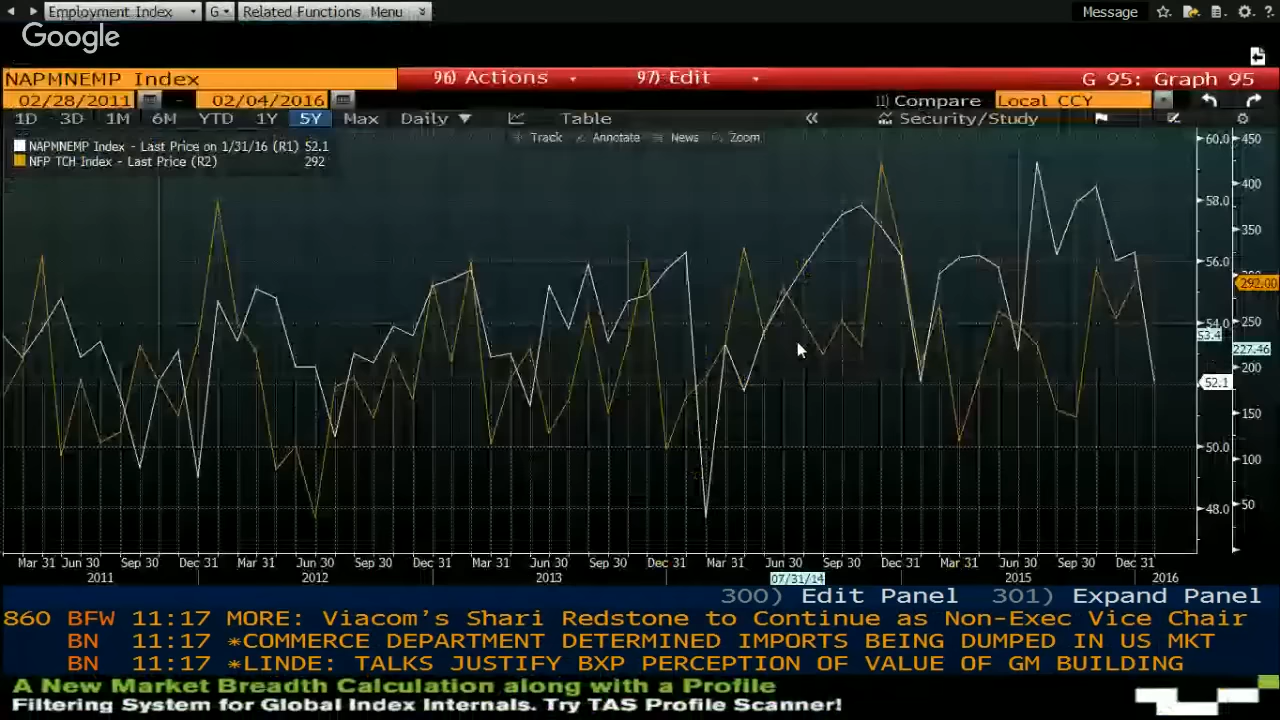 Employment Index G Related Functions Menu Message
Google
NAPMNEMP Index 96) Actions 97) Edit G 95: Graph 95
02/28/2011 - 02/04/2016 Compare Local CCY
1D 3D 1M 6M YTD 1Y 5Y Max Daily Table Security/Study
Track Annotate News Zoom
NAPMNEMP Index - Last Price on 1/31/16 (R1) 52.1
NFP TCH Index - Last Price (R2) 292
60.0 450
400
58.0
350
56.0
292.00
54.0 250
53.4
227.46
200
52.1
150
50.0
100
48.0 50
Mar 31 Jun 30 Sep 30 Dec 31 Mar 31 Jun 30 Sep 30 Dec 31 Mar 31 Jun 30 Sep 30 Dec 31 Mar 31 Jun 30 Sep 30 Dec 31 Mar 31 Jun 30 Sep 30 Dec 31
2011 2012 2013 07/31/14 2015 2016
300) Edit Panel 301) Expand Panel
860 BFW 11:17 MORE: Viacom's Shari Redstone to Continue as Non-Exec Vice Chair
BN 11:17 *COMMERCE DEPARTMENT DETERMINED IMPORTS BEING DUMPED IN US MKT
BN 11:17 *LINDE: TALKS JUSTIFY BXP PERCEPTION OF VALUE OF GM BUILDING
A New Market Breadth Calculation along with a Profile
Filtering System for Global Index Internals. Try TAS Profile Scanner!